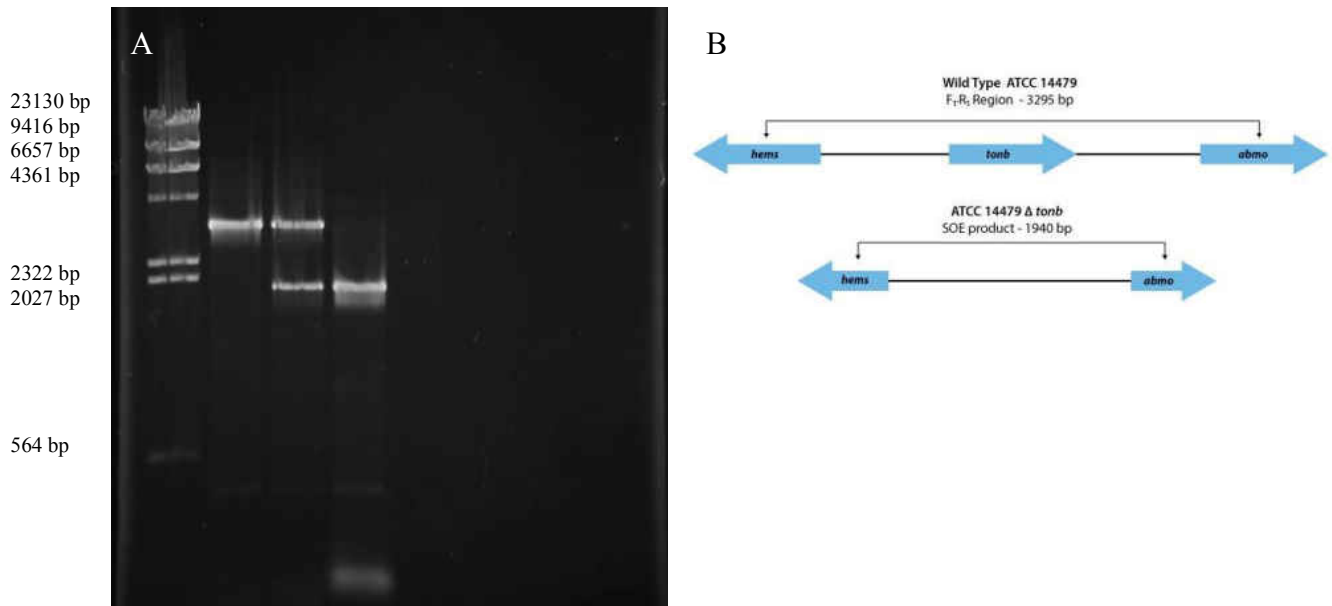 A
23130 bp
9416 bp
6657 bp
4361 bp
2322 bp
2027 bp
564 bp
B
Wild Type ATCC 14479
F₁-R₁ Region - 3295 bp
hems
tonb
abmo
ATCC 14479 Δ tonb
SOE product - 1940 bp
hems
abmo